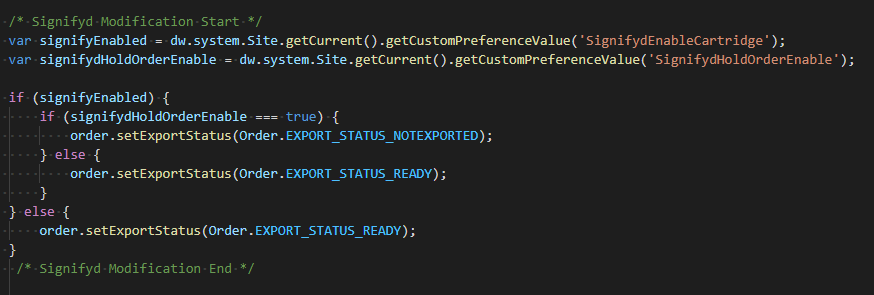 /* Signifyd Modification Start */
var signifyEnabled = dw.system.Site.getCurrent().getCustomPreferenceValue('SignifydEnableCartridge');
var signifydHoldOrderEnable = dw.system.Site.getCurrent().getCustomPreferenceValue('SignifydHoldOrderEnable');

if (signifyEnabled) {
    if (signifydHoldOrderEnable === true) {
        order.setExportStatus(Order.EXPORT_STATUS_NOTEXPORTED);
    } else {
        order.setExportStatus(Order.EXPORT_STATUS_READY);
    }
} else {
    order.setExportStatus(Order.EXPORT_STATUS_READY);
}
/* Signifyd Modification End */